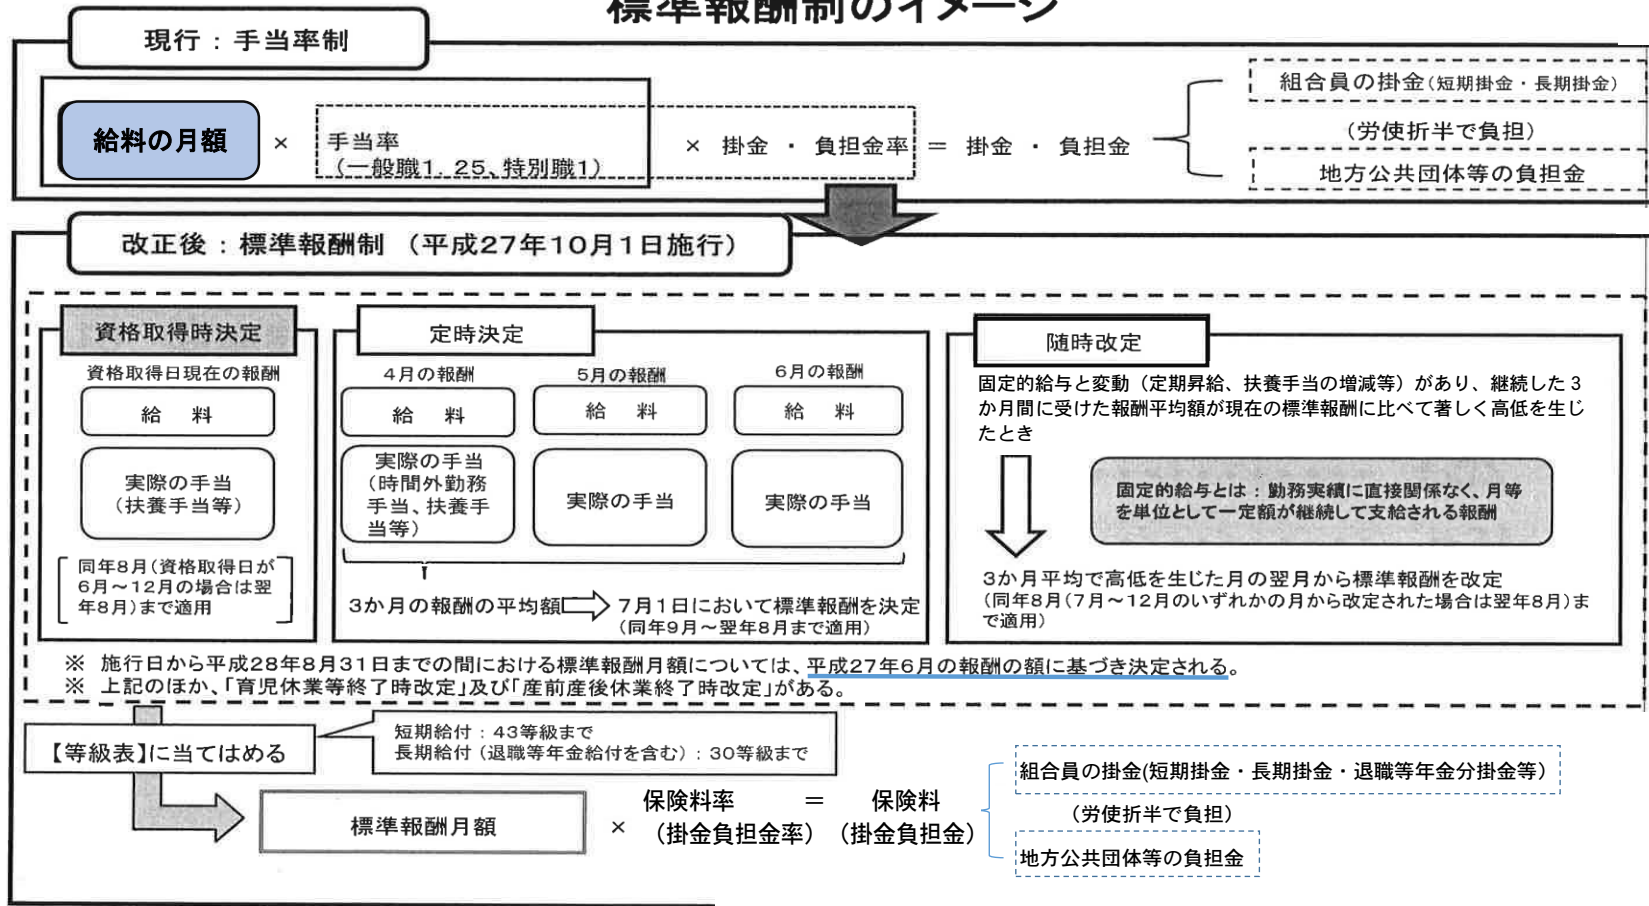 標準報酬制のイメージ
現行：手当率制
給料の月額
×
手当率
（一般職1．25、特別職1）
× 掛金 ・ 負担金率 ＝ 掛金 ・ 負担金
組合員の掛金（短期掛金・長期掛金）
（労使折半で負担）
地方公共団体等の負担金
改正後：標準報酬制 （平成27年10月1日施行）
資格取得時決定
資格取得日現在の報酬
給　料
実際の手当
（扶養手当等）
同年8月（資格取得日が
6月～12月の場合は翌
年8月）まで適用
定時決定
4月の報酬
5月の報酬
6月の報酬
給　料
給　料
給　料
実際の手当
（時間外勤務
手当、扶養手
当等）
実際の手当
実際の手当
3か月の報酬の平均額
7月1日において標準報酬を決定
（同年9月～翌年8月まで適用）
随時改定
固定的給与と変動（定期昇給、扶養手当の増減等）があり、継続した3
か月間に受けた報酬平均額が現在の標準報酬に比べて著しく高低を生じ
たとき
固定的給与とは：勤務実績に直接関係なく、月等
を単位として一定額が継続して支給される報酬
3か月平均で高低を生じた月の翌月から標準報酬を改定
（同年8月（7月～12月のいずれかの月から改定された場合は翌年8月）ま
で適用）
※ 施行日から平成28年8月31日までの間における標準報酬月額については、平成27年6月の報酬の額に基づき決定される。
※ 上記のほか、「育児休業等終了時改定」及び「産前産後休業終了時改定」がある。
【等級表】に当てはめる
短期給付：43等級まで
長期給付（退職等年金給付を含む）：30等級まで
標準報酬月額
×
保険料率 ＝ 保険料
（掛金負担金率）（掛金負担金）
組合員の掛金(短期掛金・長期掛金・退職等年金分掛金等）
（労使折半で負担）
地方公共団体等の負担金